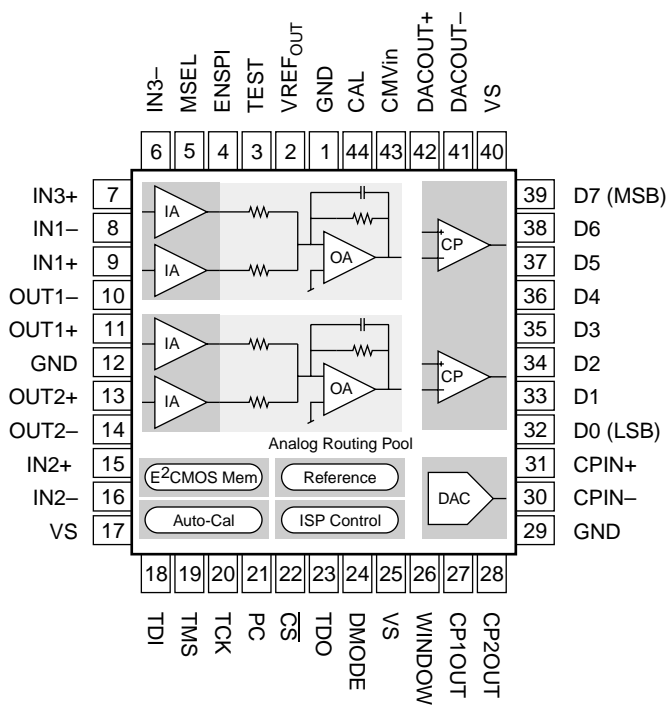 IN3–
MSEL
ENSPI
TEST
VREFOUT
GND
CAL
CMVin
DACOUT+
DACOUT–
VS
6
5
4
3
2
1
44
43
42
41
40
IN3+ 7
IN1– 8
IN1+ 9
OUT1– 10
OUT1+ 11
GND 12
OUT2+ 13
OUT2– 14
IN2+ 15
IN2– 16
VS 17
IA
IA
OA
IA
IA
OA
+
–
CP
+
–
CP
Analog Routing Pool
E2CMOS Mem
Reference
Auto-Cal
ISP Control
DAC
39 D7 (MSB)
38 D6
37 D5
36 D4
35 D3
34 D2
33 D1
32 D0 (LSB)
31 CPIN+
30 CPIN–
29 GND
18
19
20
21
22
23
24
25
26
27
28
TDI
TMS
TCK
PC
CS
TDO
DMODE
VS
WINDOW
CP1OUT
CP2OUT